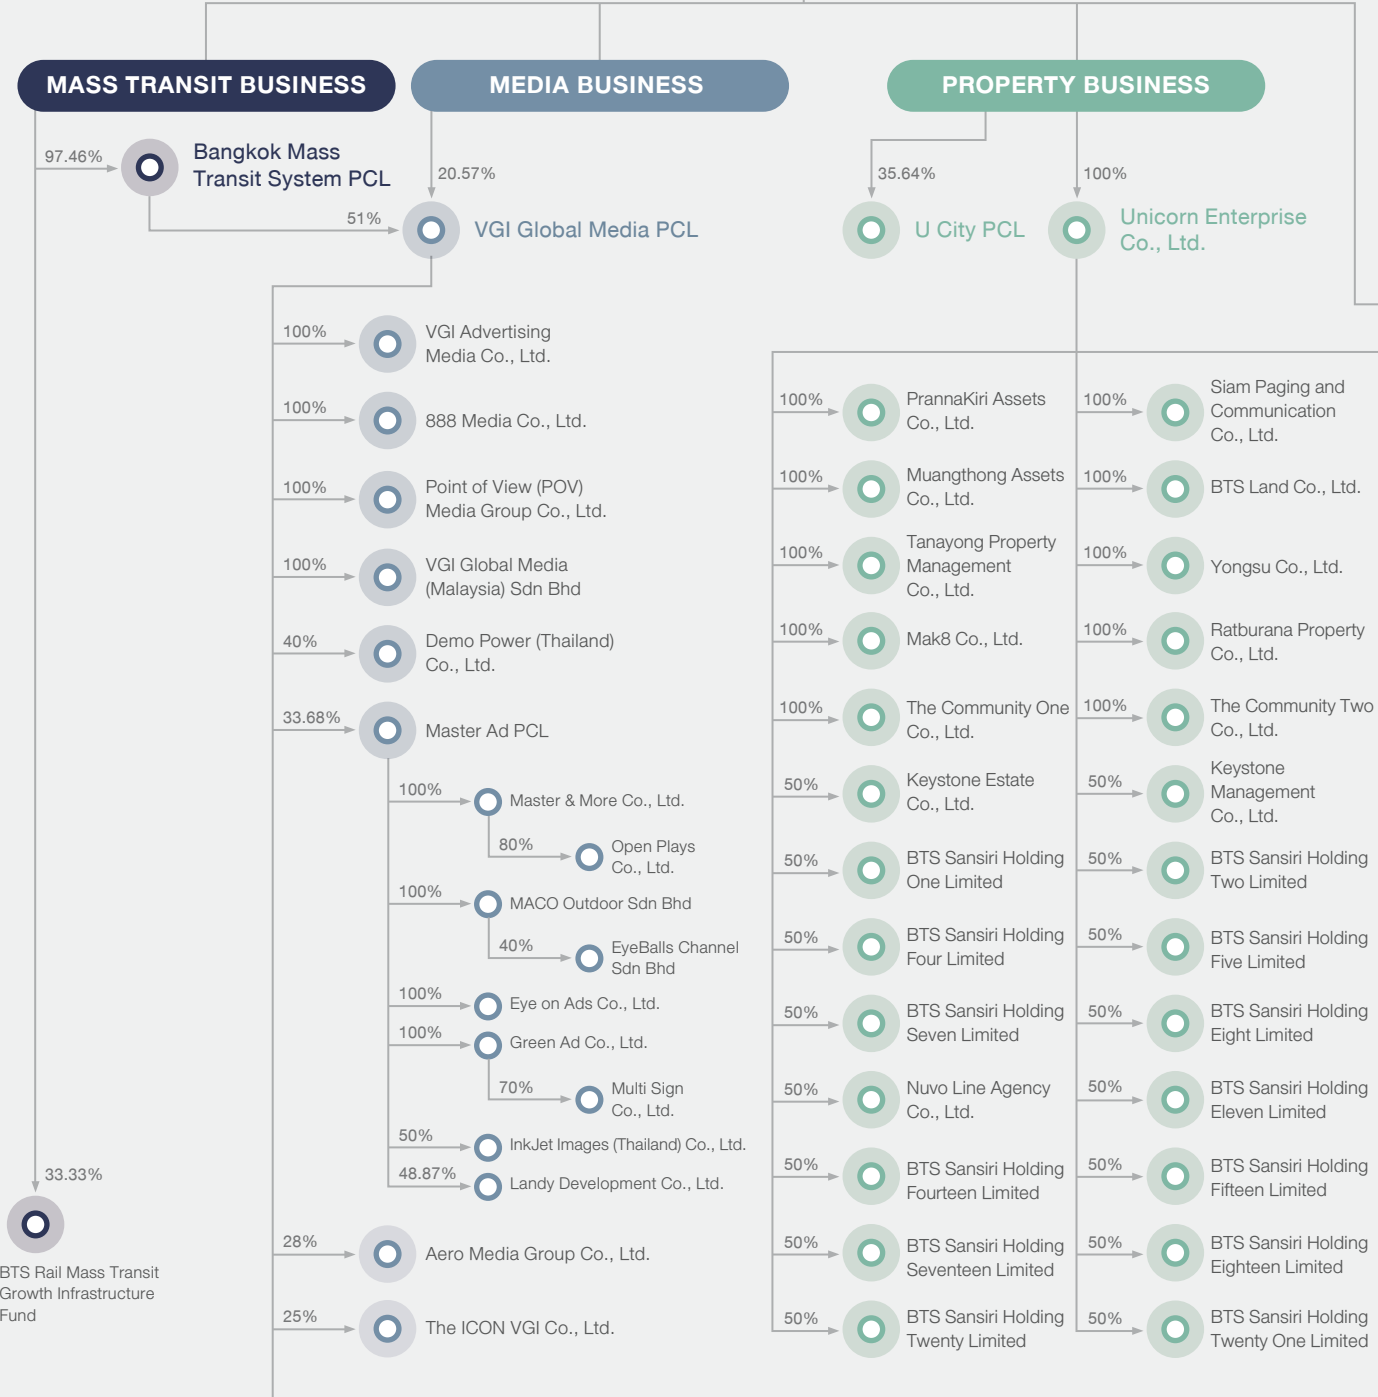 MASS TRANSIT BUSINESS
97.46%
Bangkok Mass
Transit System PCL
51%
33.33%
BTS Rail Mass Transit
Growth Infrastructure
Fund
MEDIA BUSINESS
20.57%
VGI Global Media PCL
100%
VGI Advertising
Media Co., Ltd.
100%
888 Media Co., Ltd.
100%
Point of View (POV)
Media Group Co., Ltd.
100%
VGI Global Media
(Malaysia) Sdn Bhd
40%
Demo Power (Thailand)
Co., Ltd.
33.68%
Master Ad PCL
100%
Master & More Co., Ltd.
80%
Open Plays
Co., Ltd.
100%
MACO Outdoor Sdn Bhd
40%
EyeBalls Channel
Sdn Bhd
100%
Eye on Ads Co., Ltd.
100%
Green Ad Co., Ltd.
70%
Multi Sign
Co., Ltd.
50%
InkJet Images (Thailand) Co., Ltd.
48.87%
Landy Development Co., Ltd.
28%
Aero Media Group Co., Ltd.
25%
The ICON VGI Co., Ltd.
PROPERTY BUSINESS
35.64%
U City PCL
100%
Unicorn Enterprise
Co., Ltd.
100%
PrannaKiri Assets
Co., Ltd.
100%
Muangthong Assets
Co., Ltd.
100%
Tanayong Property
Management
Co., Ltd.
100%
Mak8 Co., Ltd.
100%
The Community One
Co., Ltd.
50%
Keystone Estate
Co., Ltd.
50%
BTS Sansiri Holding
One Limited
50%
BTS Sansiri Holding
Four Limited
50%
BTS Sansiri Holding
Seven Limited
50%
Nuvo Line Agency
Co., Ltd.
50%
BTS Sansiri Holding
Fourteen Limited
50%
BTS Sansiri Holding
Seventeen Limited
50%
BTS Sansiri Holding
Twenty Limited
100%
Siam Paging and
Communication
Co., Ltd.
100%
BTS Land Co., Ltd.
100%
Yongsu Co., Ltd.
100%
Ratburana Property
Co., Ltd.
100%
The Community Two
Co., Ltd.
50%
Keystone
Management
Co., Ltd.
50%
BTS Sansiri Holding
Two Limited
50%
BTS Sansiri Holding
Five Limited
50%
BTS Sansiri Holding
Eight Limited
50%
BTS Sansiri Holding
Eleven Limited
50%
BTS Sansiri Holding
Fifteen Limited
50%
BTS Sansiri Holding
Eighteen Limited
50%
BTS Sansiri Holding
Twenty One Limited